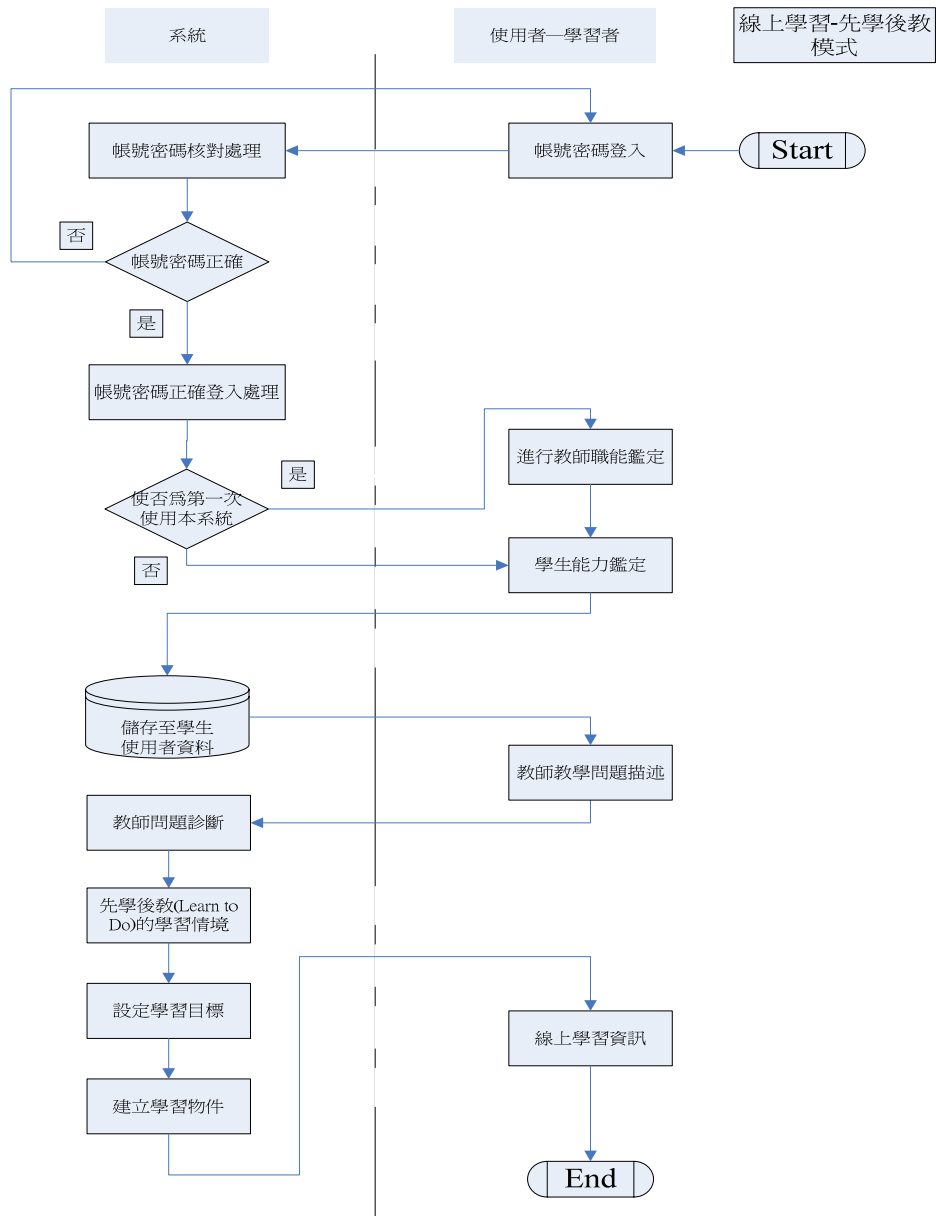 系統
使用者—學習者
線上學習-先學後教
模式
帳號密碼核對處理
帳號密碼登入
Start
否
帳號密碼正確
是
帳號密碼正確登入處理
進行教師職能鑑定
是
使否為第一次
使用本系統
否
學生能力鑑定
儲存至學生
使用者資料
教師教學問題描述
教師問題診斷
先學後教(Learn to
Do)的學習情境
設定學習目標
線上學習資訊
建立學習物件
End